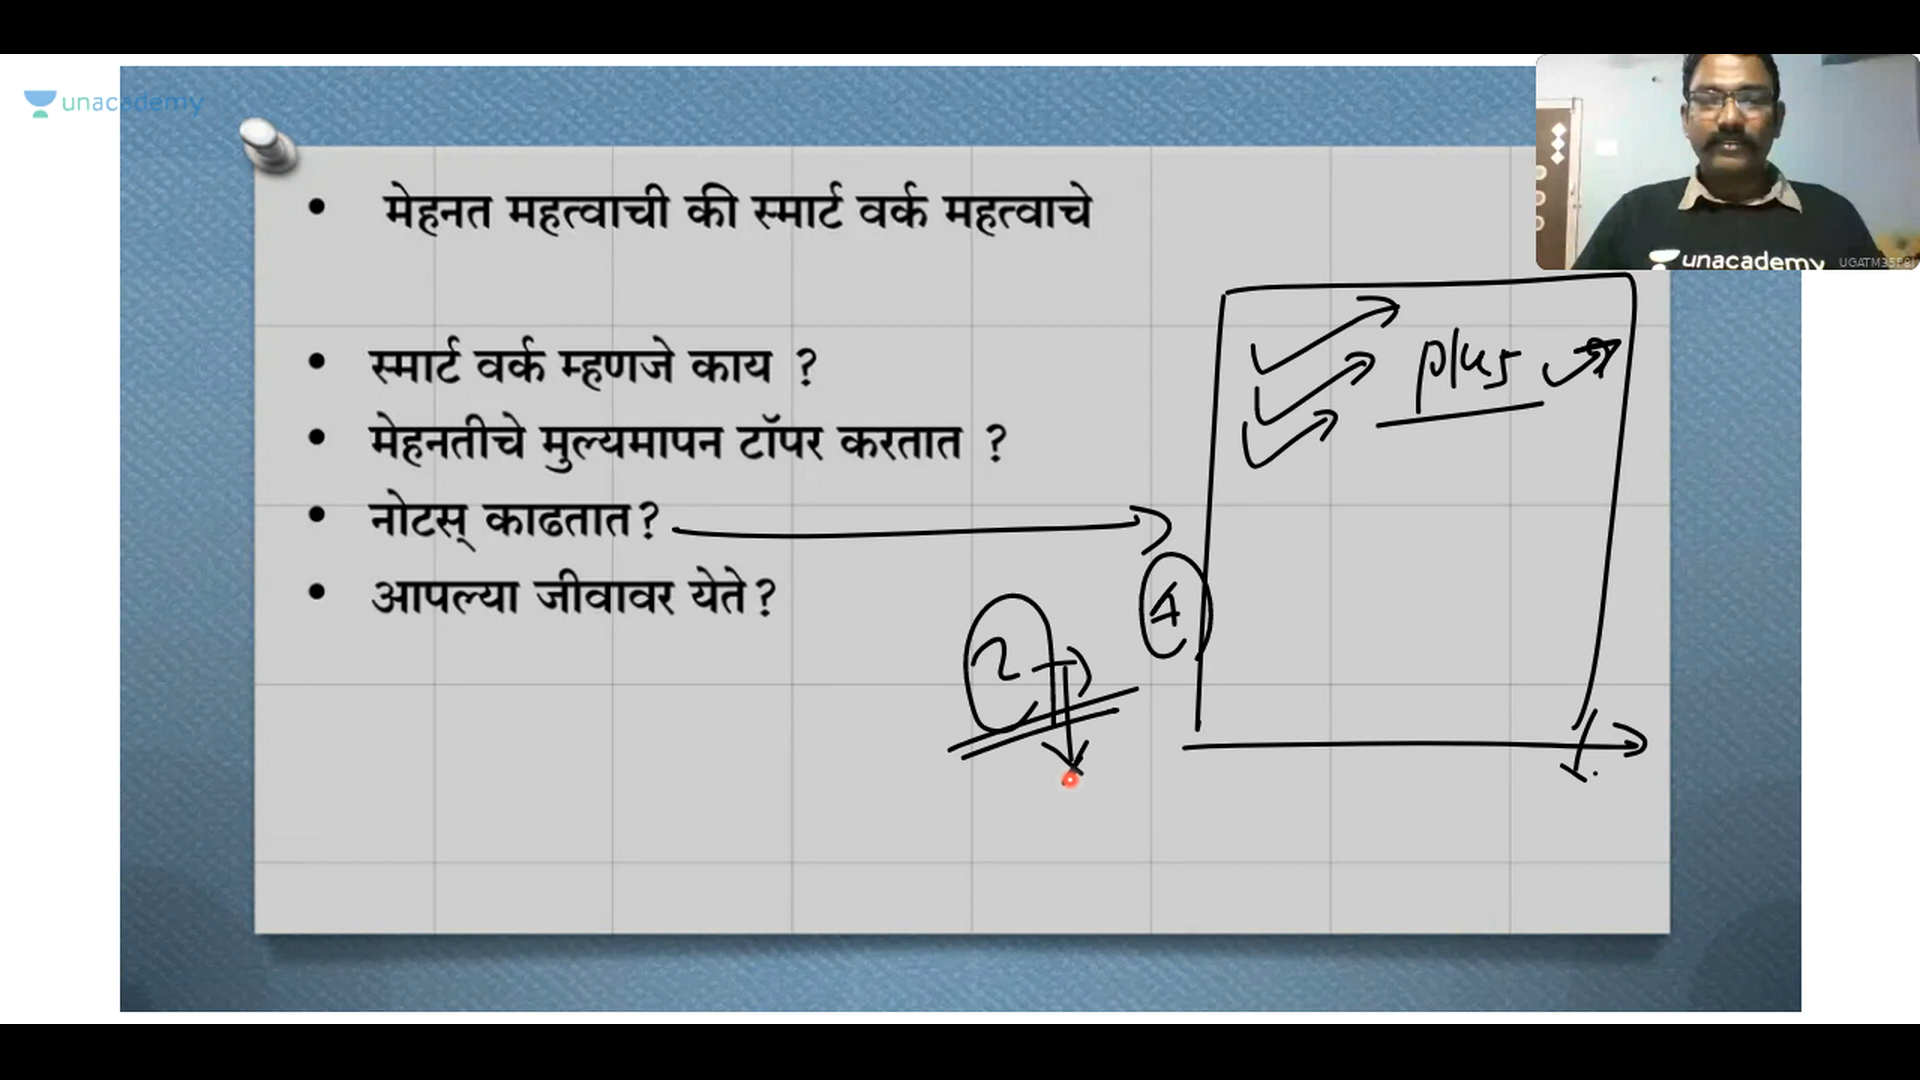 unacademy
• मेहनत महत्वाची की स्मार्ट वर्क महत्वाचे
unacademy
• स्मार्ट वर्क म्हणजे काय ?
plus
• मेहनतीचे मुल्यमापन टॉपर करतात ?
• नोटस् काढतात?
• आपल्या जीवावर येते?
4
2